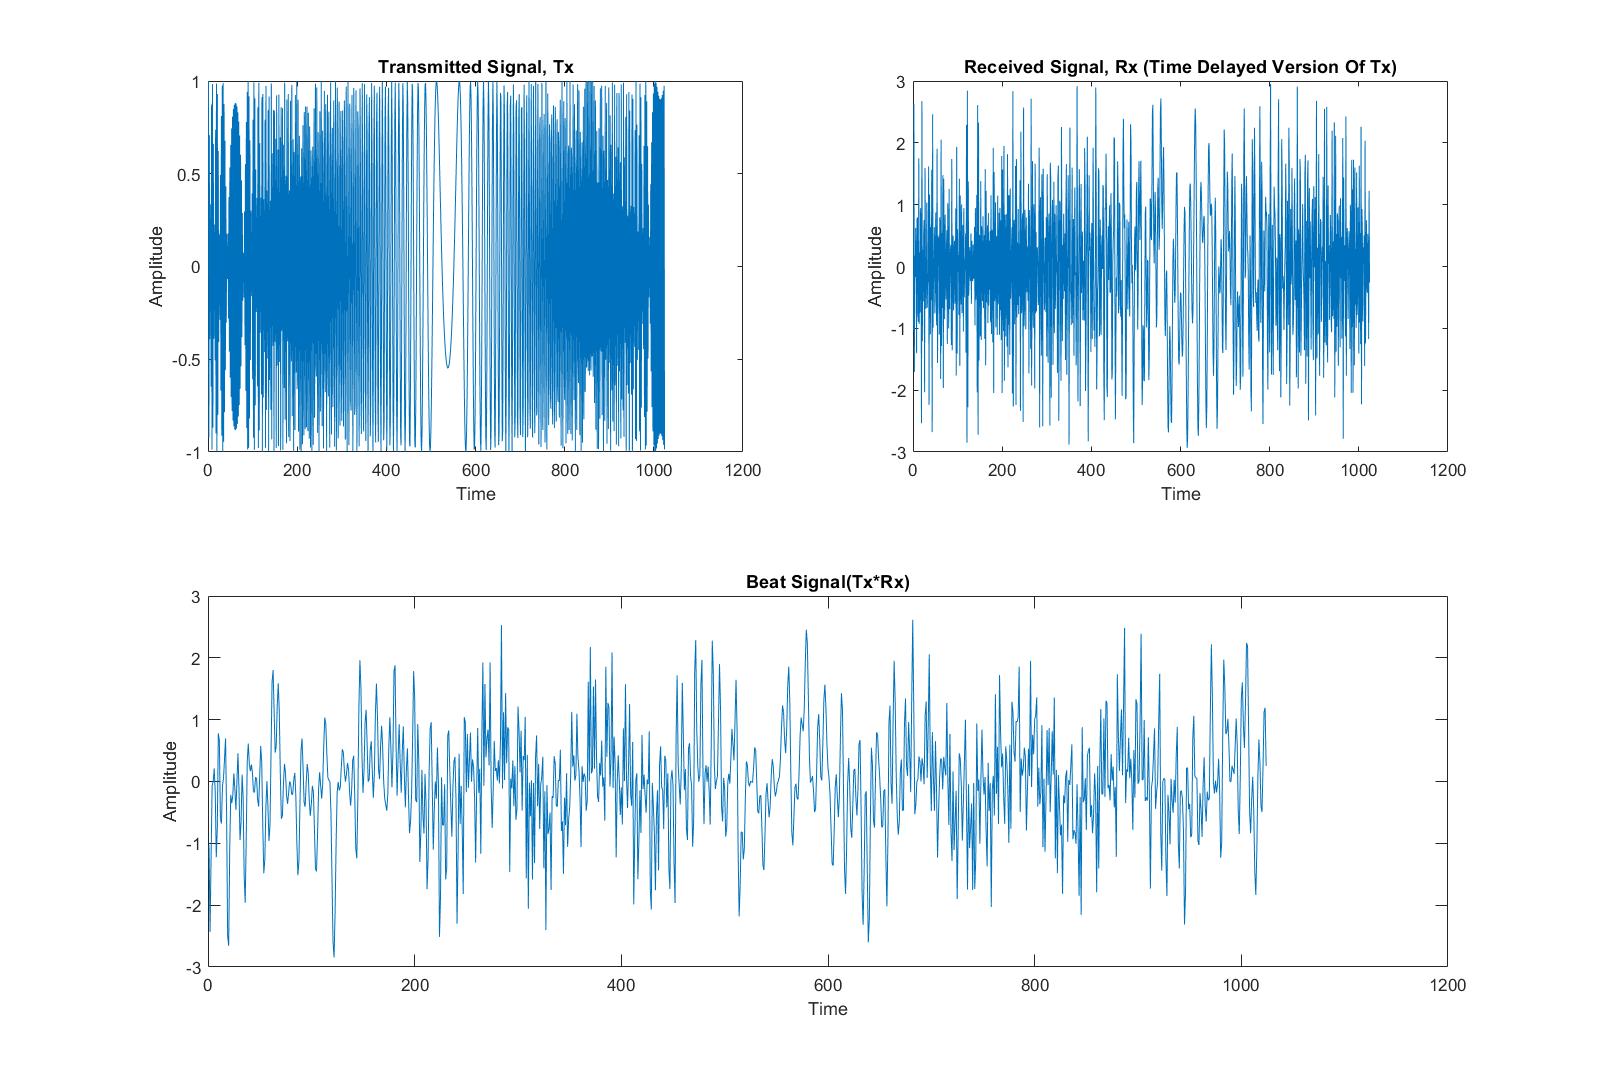 Transmitted Signal, Tx
1
0.5
0
-0.5
-1
Amplitude
0 200 400 600 800 1000 1200
Time
Received Signal, Rx (Time Delayed Version Of Tx)
3
2
1
0
-1
-2
-3
Amplitude
0 200 400 600 800 1000 1200
Time
Beat Signal(Tx*Rx)
3
2
1
0
-1
-2
-3
Amplitude
0 200 400 600 800 1000 1200
Time